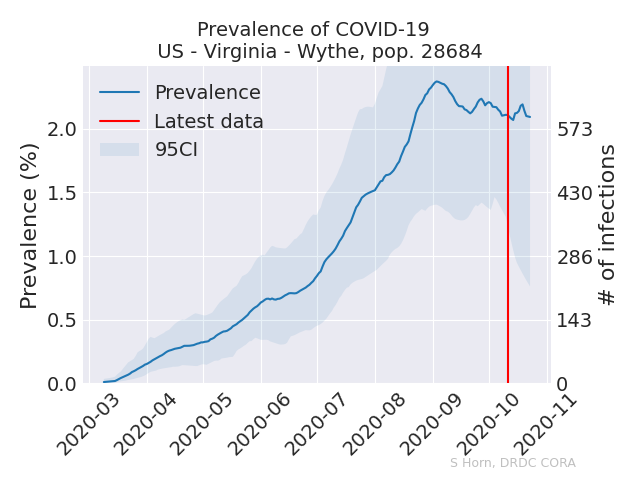 Prevalence of COVID-19
US - Virginia - Wythe, pop. 28684
Prevalence
Latest data
95CI
Prevalence (%)
2.0
1.5
1.0
0.5
0.0
573
430
286
143
0
# of infections
2020-03
2020-04
2020-05
2020-06
2020-07
2020-08
2020-09
2020-10
2020-11
S Horn, DRDC CORA